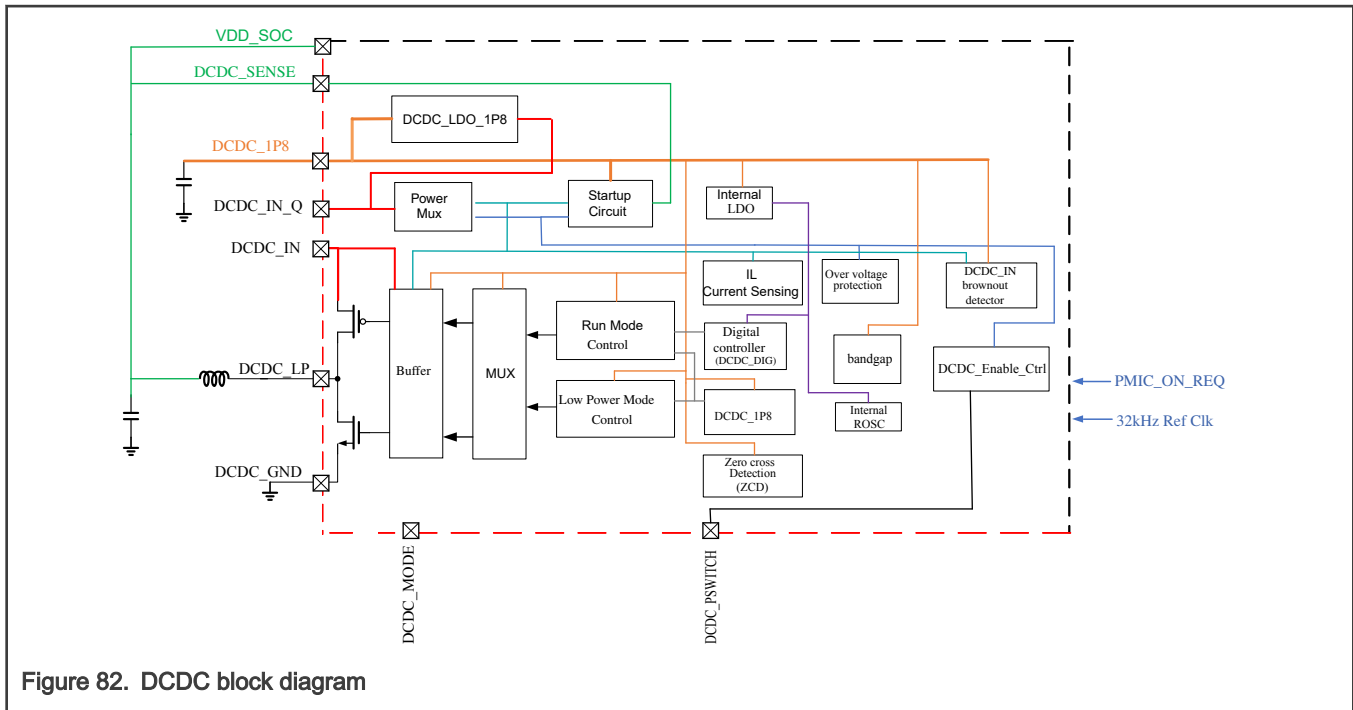 VDD_SOC
DCDC_SENSE
DCDC_LDO_1P8
DCDC_1P8
DCDC_IN_Q
Power
Mux
Startup
Circuit
Internal
LDO
DCDC_IN
IL
Current Sensing
Over voltage
protection
DCDC_IN
brownout
detector
Buffer
MUX
Run Mode
Control
Digital
controller
(DCDC_DIG)
bandgap
DCDC_Enable_Ctrl
DCDC_LP
PMIC_ON_REQ
Low Power Mode
Control
DCDC_1P8
Internal
ROSC
32kHz Ref Clk
DCDC_GND
Zero cross
Detection
(ZCD)
DCDC_MODE
DCDC_PSWITCH
Figure 82. DCDC block diagram